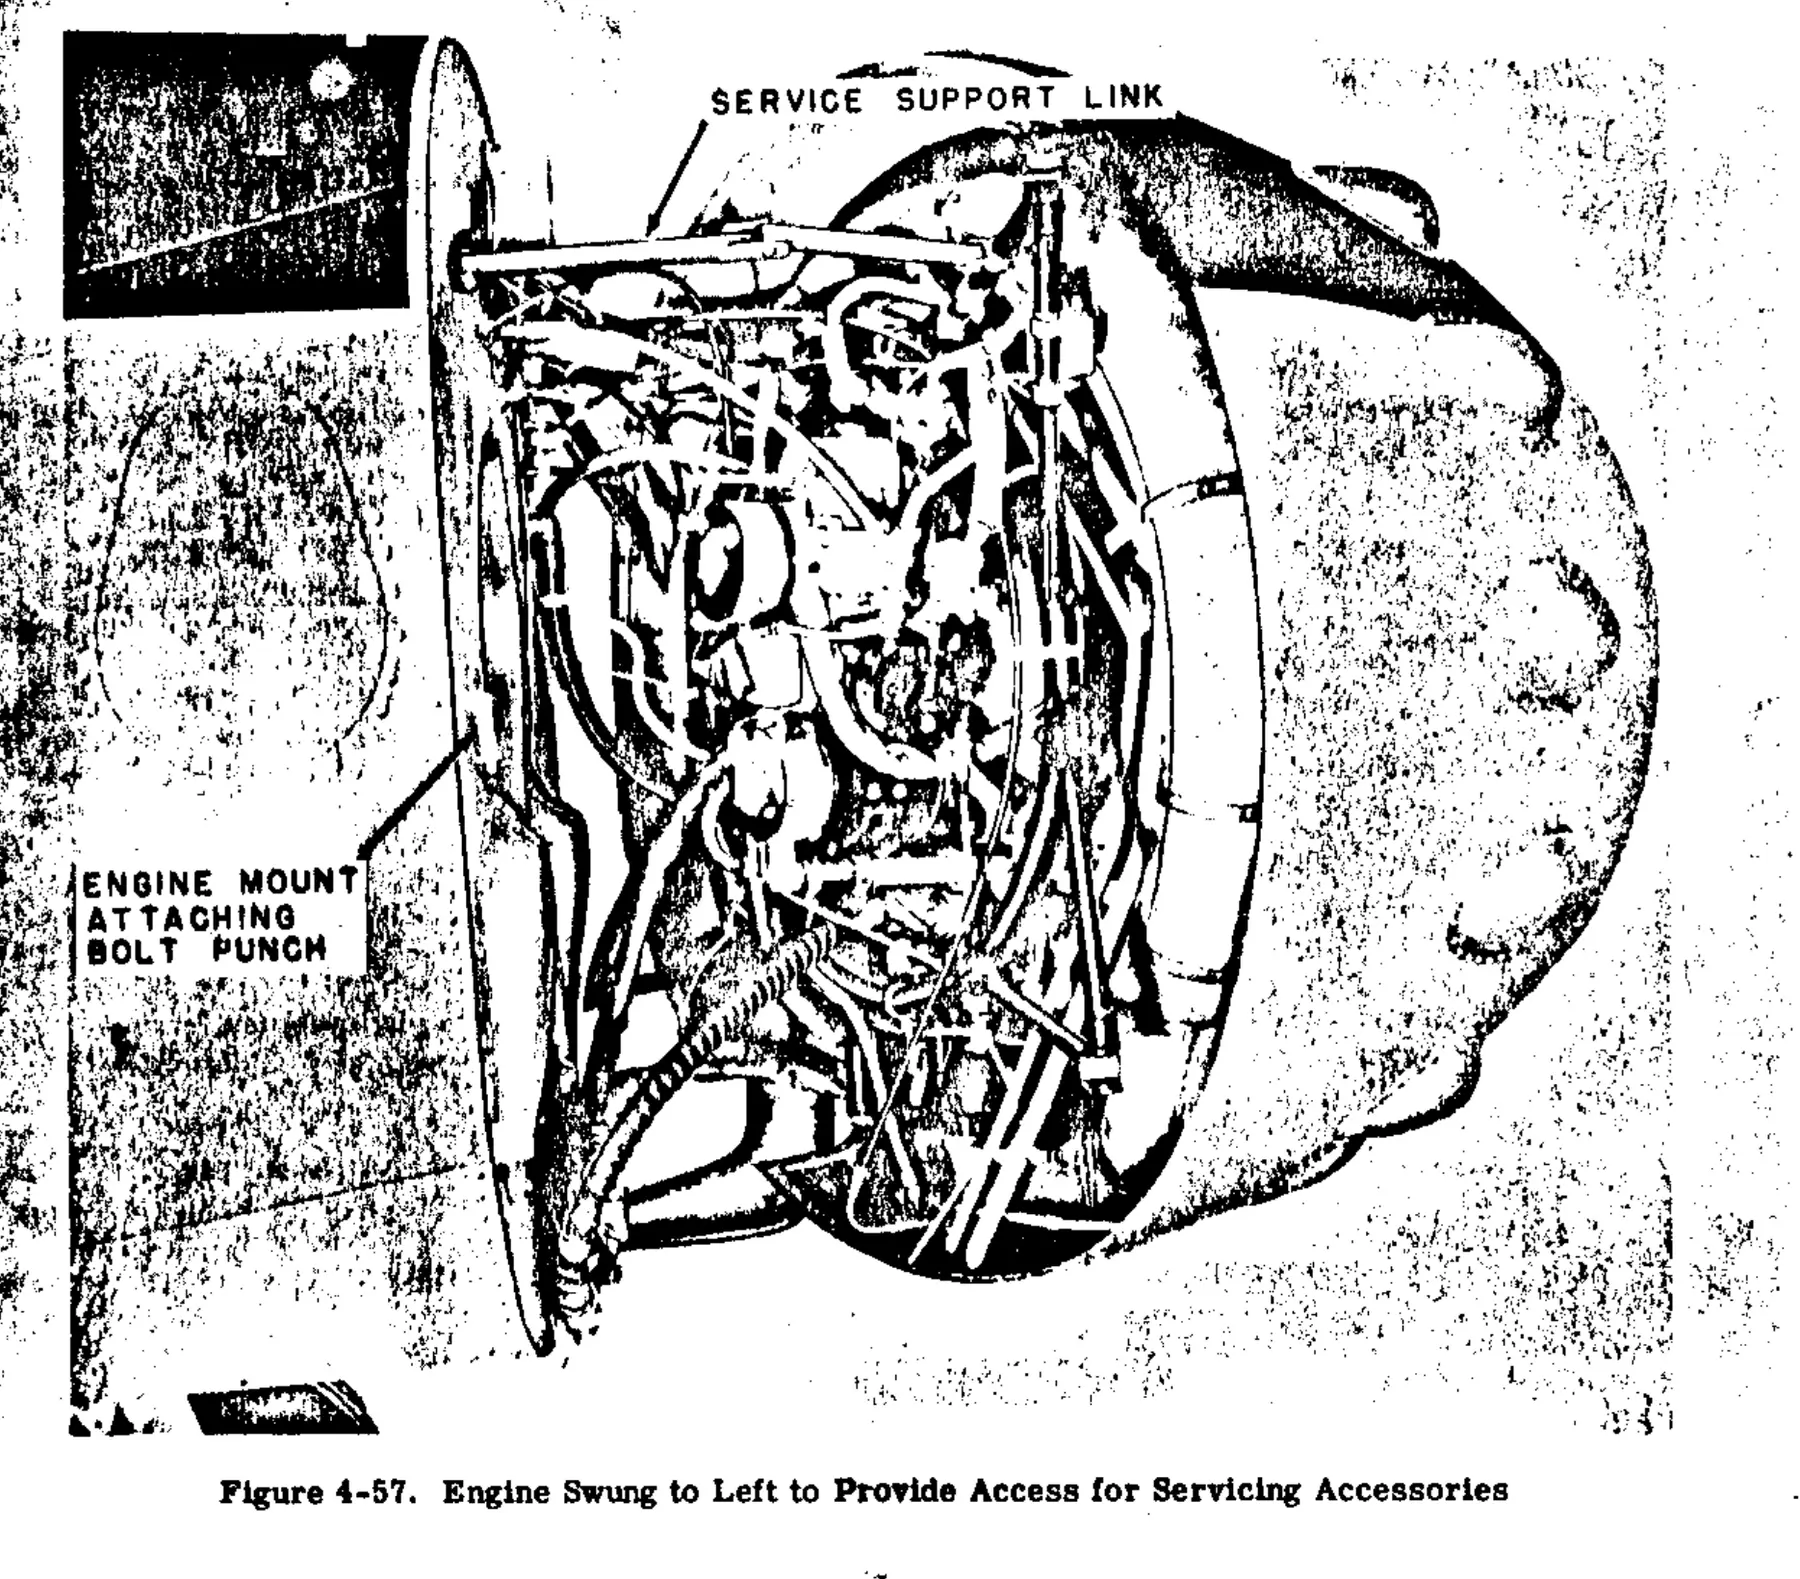 SERVICE SUPPORT LINK
ENGINE MOUNT
ATTACHING
BOLT PUNCH
Figure 4-57. Engine Swung to Left to Provide Access for Servicing Accessories